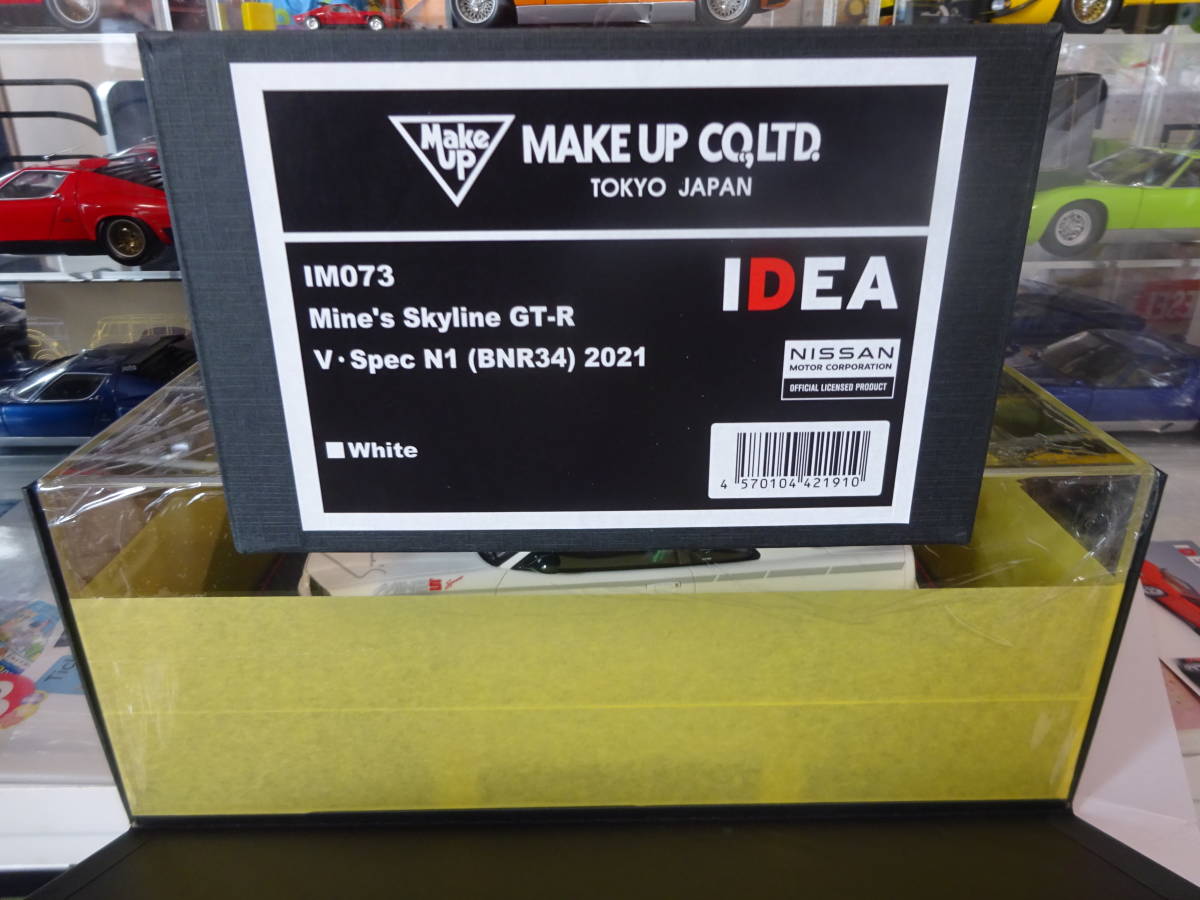 Make
UP
MAKE UP CO.,LTD.
TOKYO JAPAN
IM073
IDEA
Mine's Skyline GT-R
V・Spec N1 (BNR34) 2021
NISSAN
MOTOR CORPORATION
OFFICIAL LICENSED PRODUCT
■White
4 570104 421910